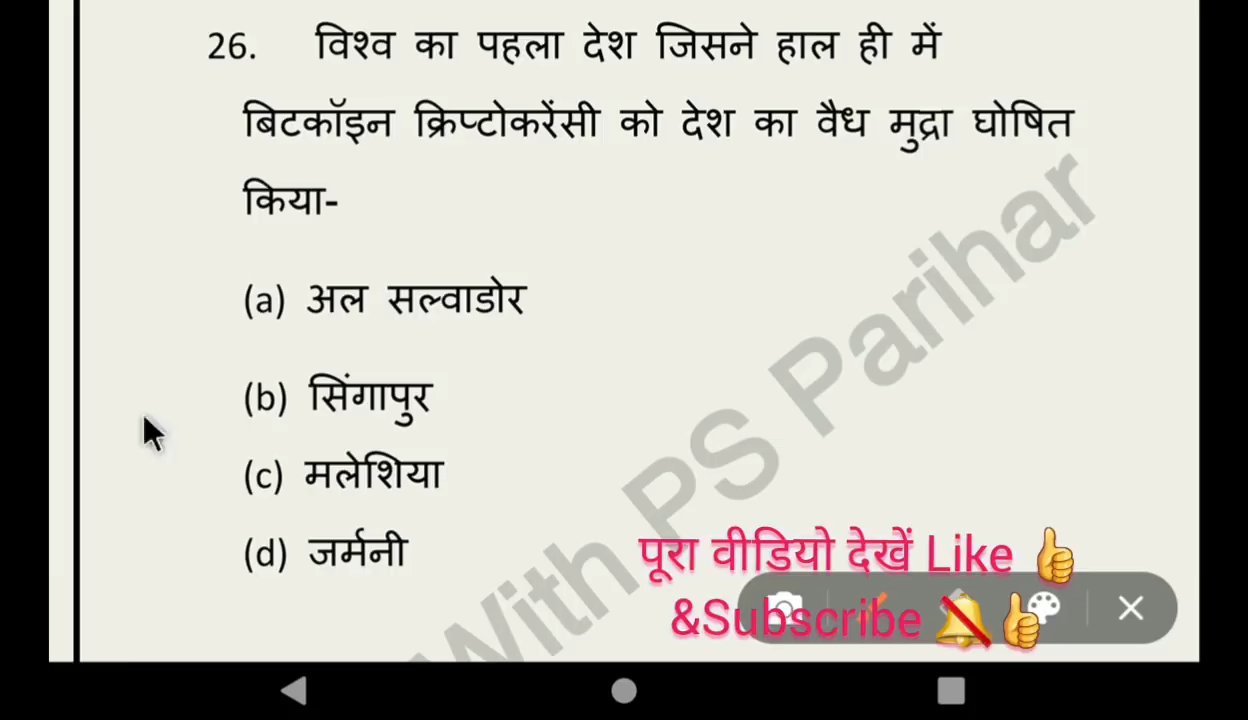 26. विश्व का पहला देश जिसने हाल ही में
बिटकॉइन क्रिप्टोकरेंसी को देश का वैध मुद्रा घोषित
किया-
(a) अल सल्वाडोर
(b) सिंगापुर
(c) मलेशिया
(d) जर्मनी
With PS Parihar
पूरा वीडियो देखें Like 👍
&Subscribe 🔕👍